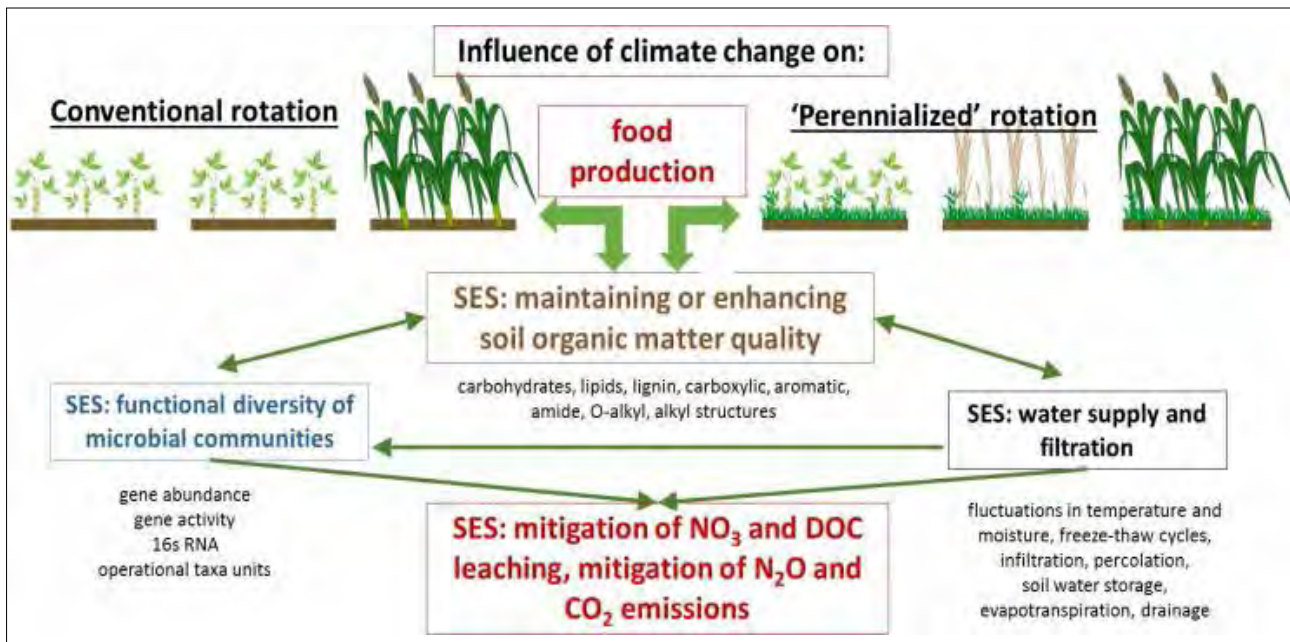 Influence of climate change on:
Conventional rotation
food
production
'Perennialized' rotation
SES: maintaining or enhancing
soil organic matter quality
carbohydrates, lipids, lignin, carboxylic, aromatic,
amide, O-alkyl, alkyl structures
SES: functional diversity of
microbial communities
gene abundance
gene activity
16s RNA
operational taxa units
SES: water supply and
filtration
fluctuations in temperature and
moisture, freeze-thaw cycles,
infiltration, percolation,
soil water storage,
evapotranspiration, drainage
SES: mitigation of NO₃ and DOC
leaching, mitigation of N₂O and
CO₂ emissions